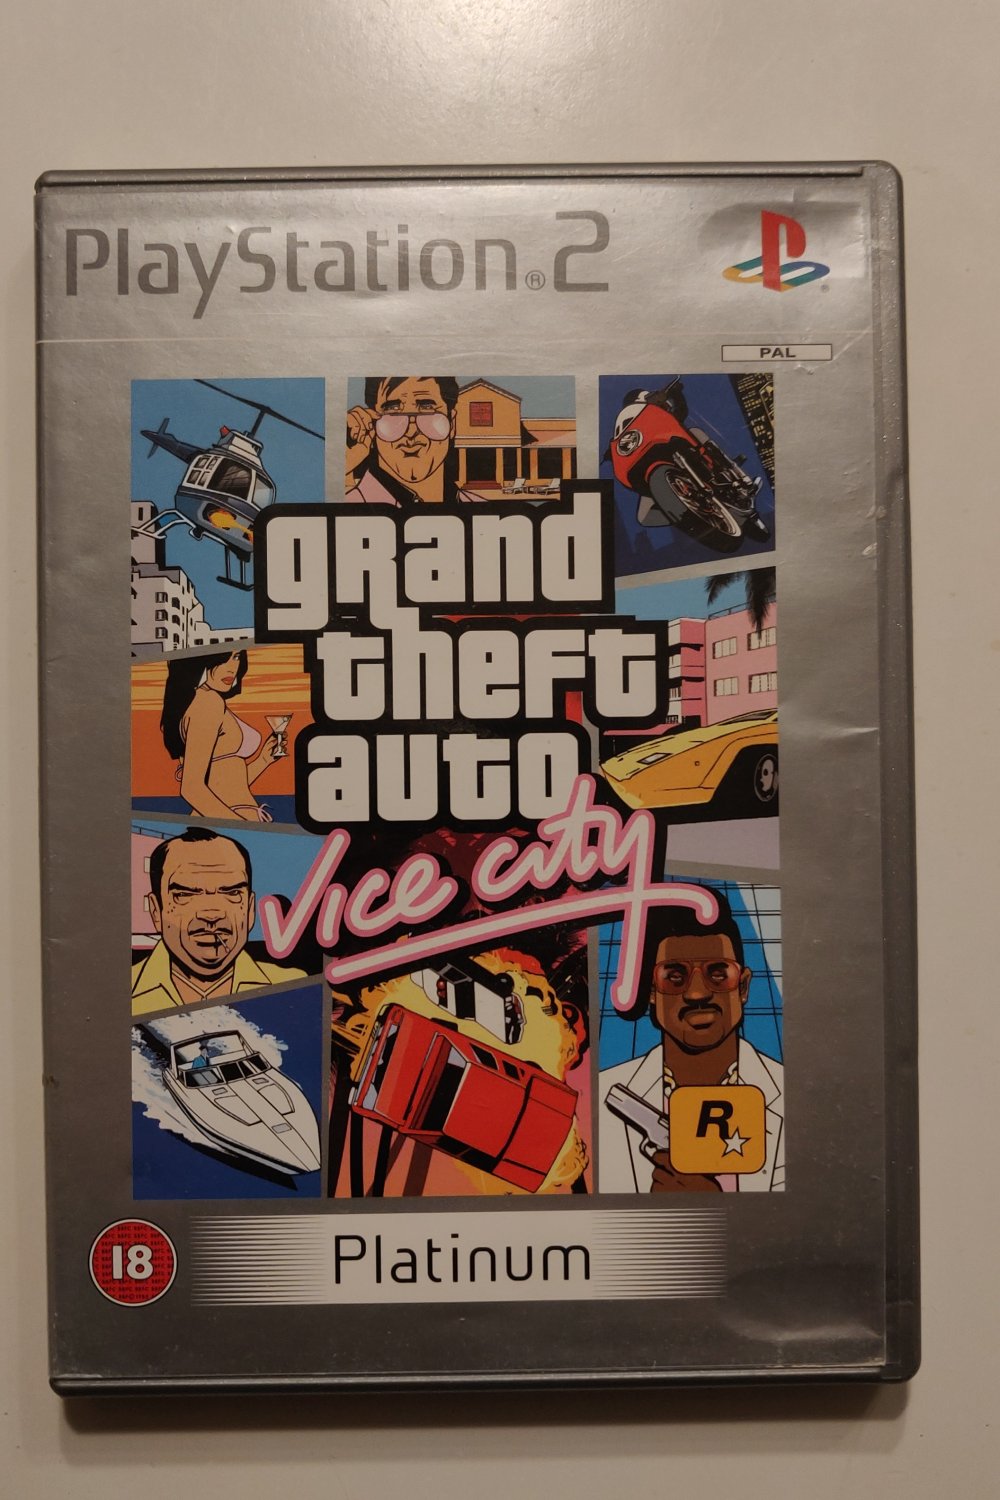 PlayStation®2
PAL
grand
theft
auto
Vice City
R
18
Platinum